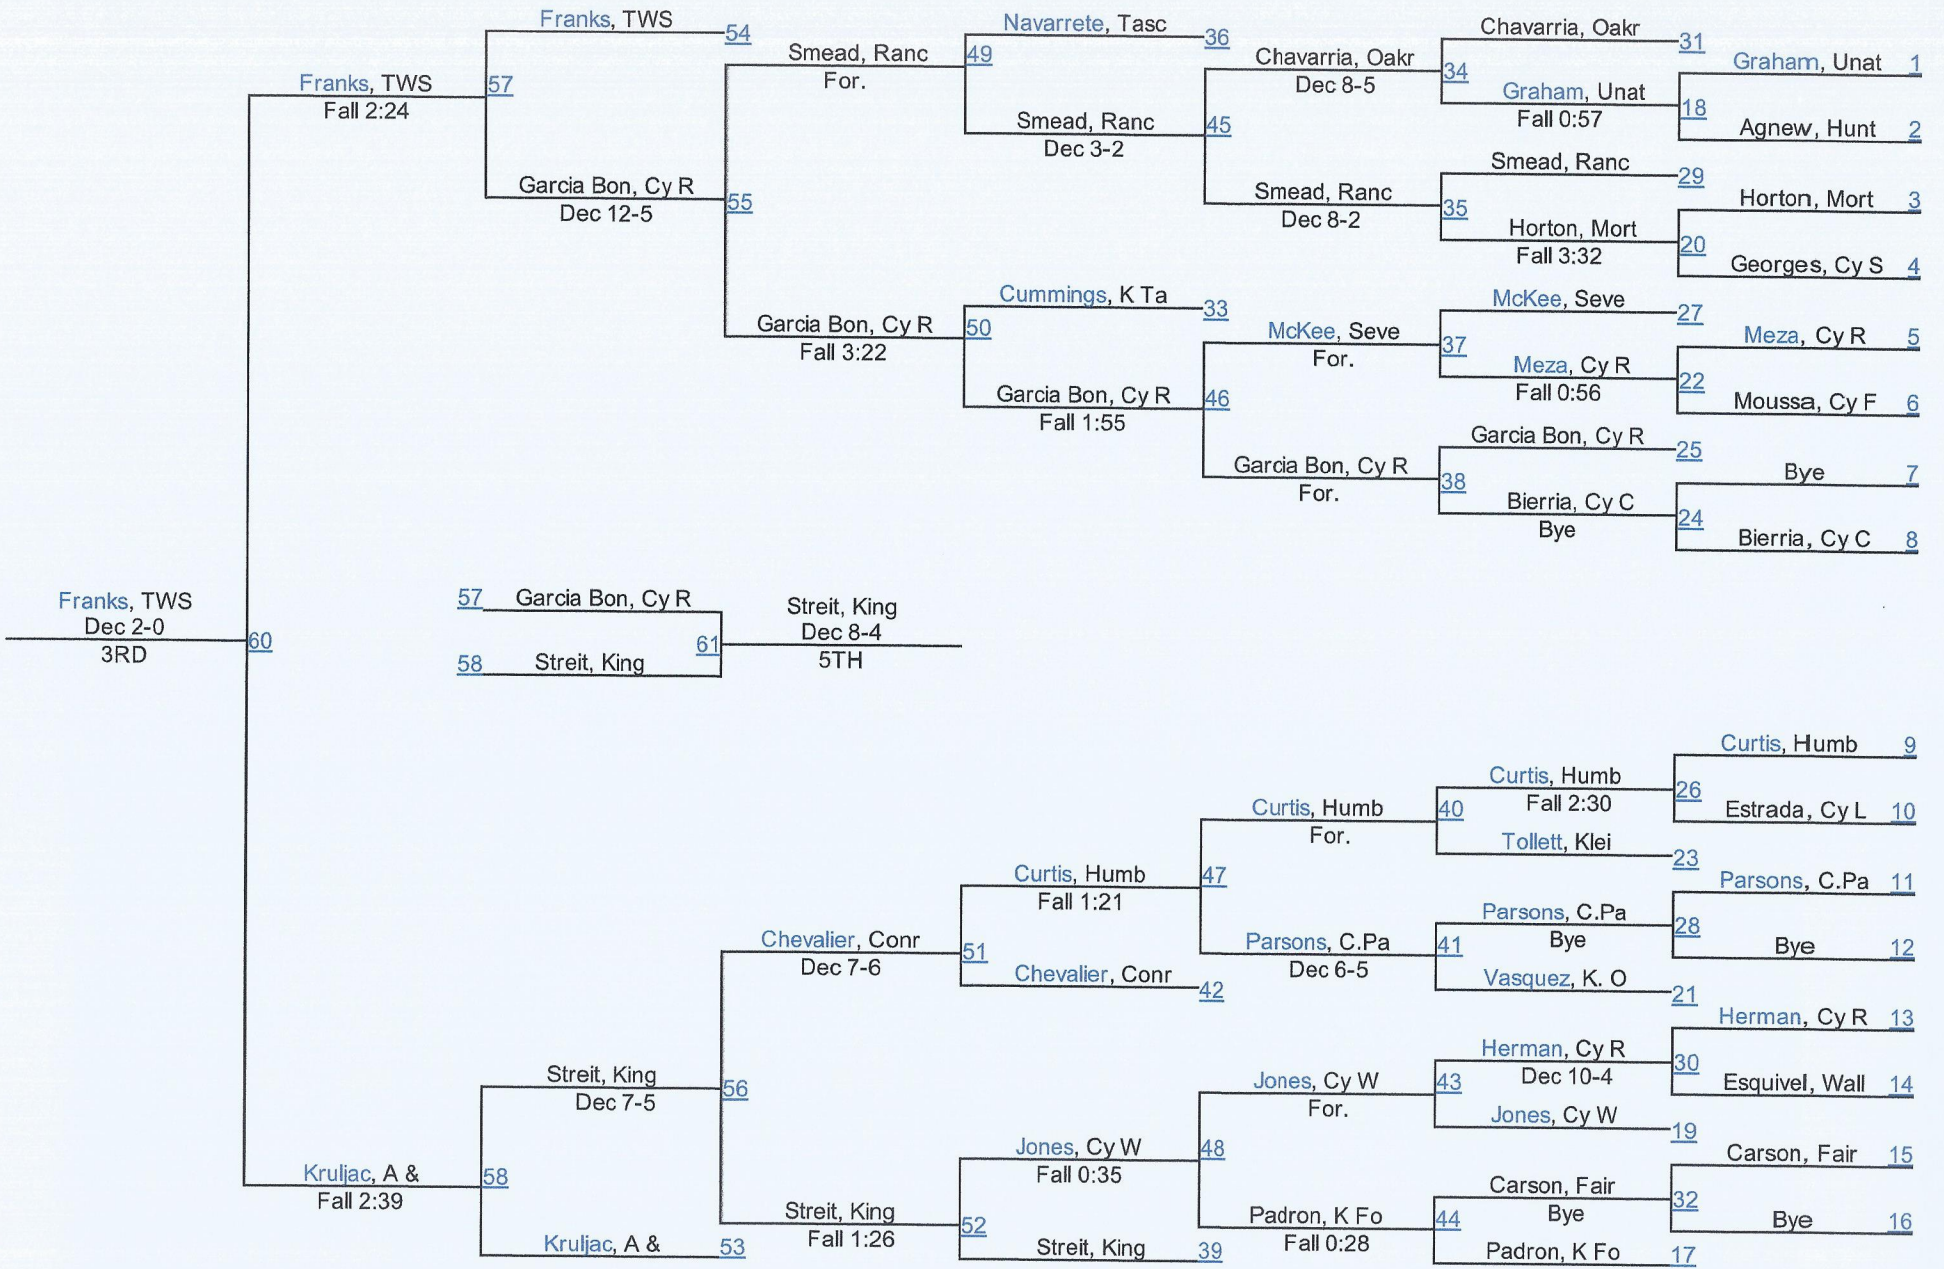 Franks, TWS
54
Franks, TWS
Fall 2:24
57
Garcia Bon, Cy R
Dec 12-5
55
Smead, Ranc
For.
49
Navarrete, Tasc
36
Smead, Ranc
Dec 3-2
45
Chavarria, Oakr
Dec 8-5
34
Chavarria, Oakr
31
Graham, Unat
Fall 0:57
18
Graham, Unat 1
Agnew, Hunt 2
Smead, Ranc
Dec 8-2
35
Smead, Ranc
29
Horton, Mort
Fall 3:32
20
Horton, Mort 3
Georges, Cy S 4
Garcia Bon, Cy R
Fall 3:22
50
Cummings, K Ta
33
Garcia Bon, Cy R
Fall 1:55
46
McKee, Seve
For.
37
McKee, Seve
27
Meza, Cy R
Fall 0:56
22
Meza, Cy R 5
Moussa, Cy F 6
Garcia Bon, Cy R
For.
38
Garcia Bon, Cy R
25
Bierria, Cy C
Bye
24
Bye 7
Bierria, Cy C 8
Franks, TWS
Dec 2-0
3RD
60
57 Garcia Bon, Cy R
58 Streit, King
61
Streit, King
Dec 8-4
5TH
Kruljac, A &
Fall 2:39
58
Streit, King
Dec 7-5
56
Kruljac, A &
53
Chevalier, Conr
Dec 7-6
51
Curtis, Humb
Fall 1:21
47
Chevalier, Conr
42
Curtis, Humb
For.
40
Curtis, Humb
Fall 2:30
26
Curtis, Humb 9
Estrada, Cy L 10
Tollett, Klei
23
Parsons, C.Pa
Dec 6-5
41
Parsons, C.Pa
Bye
28
Parsons, C.Pa 11
Bye 12
Vasquez, K. O
21
Streit, King
Fall 1:26
52
Jones, Cy W
Fall 0:35
48
Streit, King
39
Jones, Cy W
For.
43
Herman, Cy R
Dec 10-4
30
Herman, Cy R 13
Esquivel, Wall 14
Jones, Cy W
19
Padron, K Fo
Fall 0:28
44
Carson, Fair
Bye
32
Carson, Fair 15
Bye 16
Padron, K Fo
17